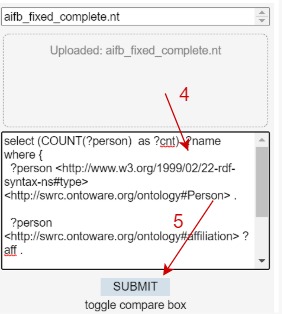 aifb_fixed_complete.nt
Uploaded: aifb_fixed_complete.nt
4
select (COUNT(?person)  as ?cnt) ?name
where {
?person <http://www.w3.org/1999/02/22-rdf-
syntax-ns#type>
<http://swrc.ontoware.org/ontology#Person> .
?person
<http://swrc.ontoware.org/ontology#affiliation> ?
aff .
5
SUBMIT
toggle compare box